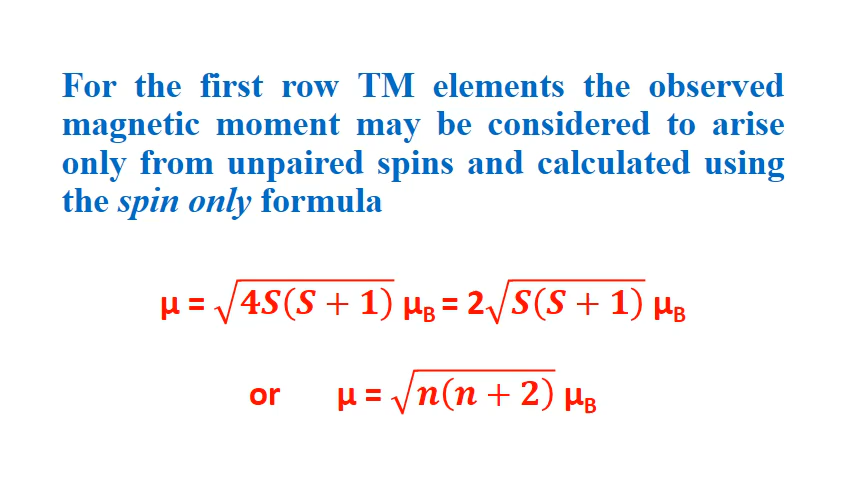 For the first row TM elements the observed
magnetic moment may be considered to arise
only from unpaired spins and calculated using
the spin only formula
μ = √4S(S + 1) μB = 2√S(S + 1) μB
or μ = √n(n + 2) μB